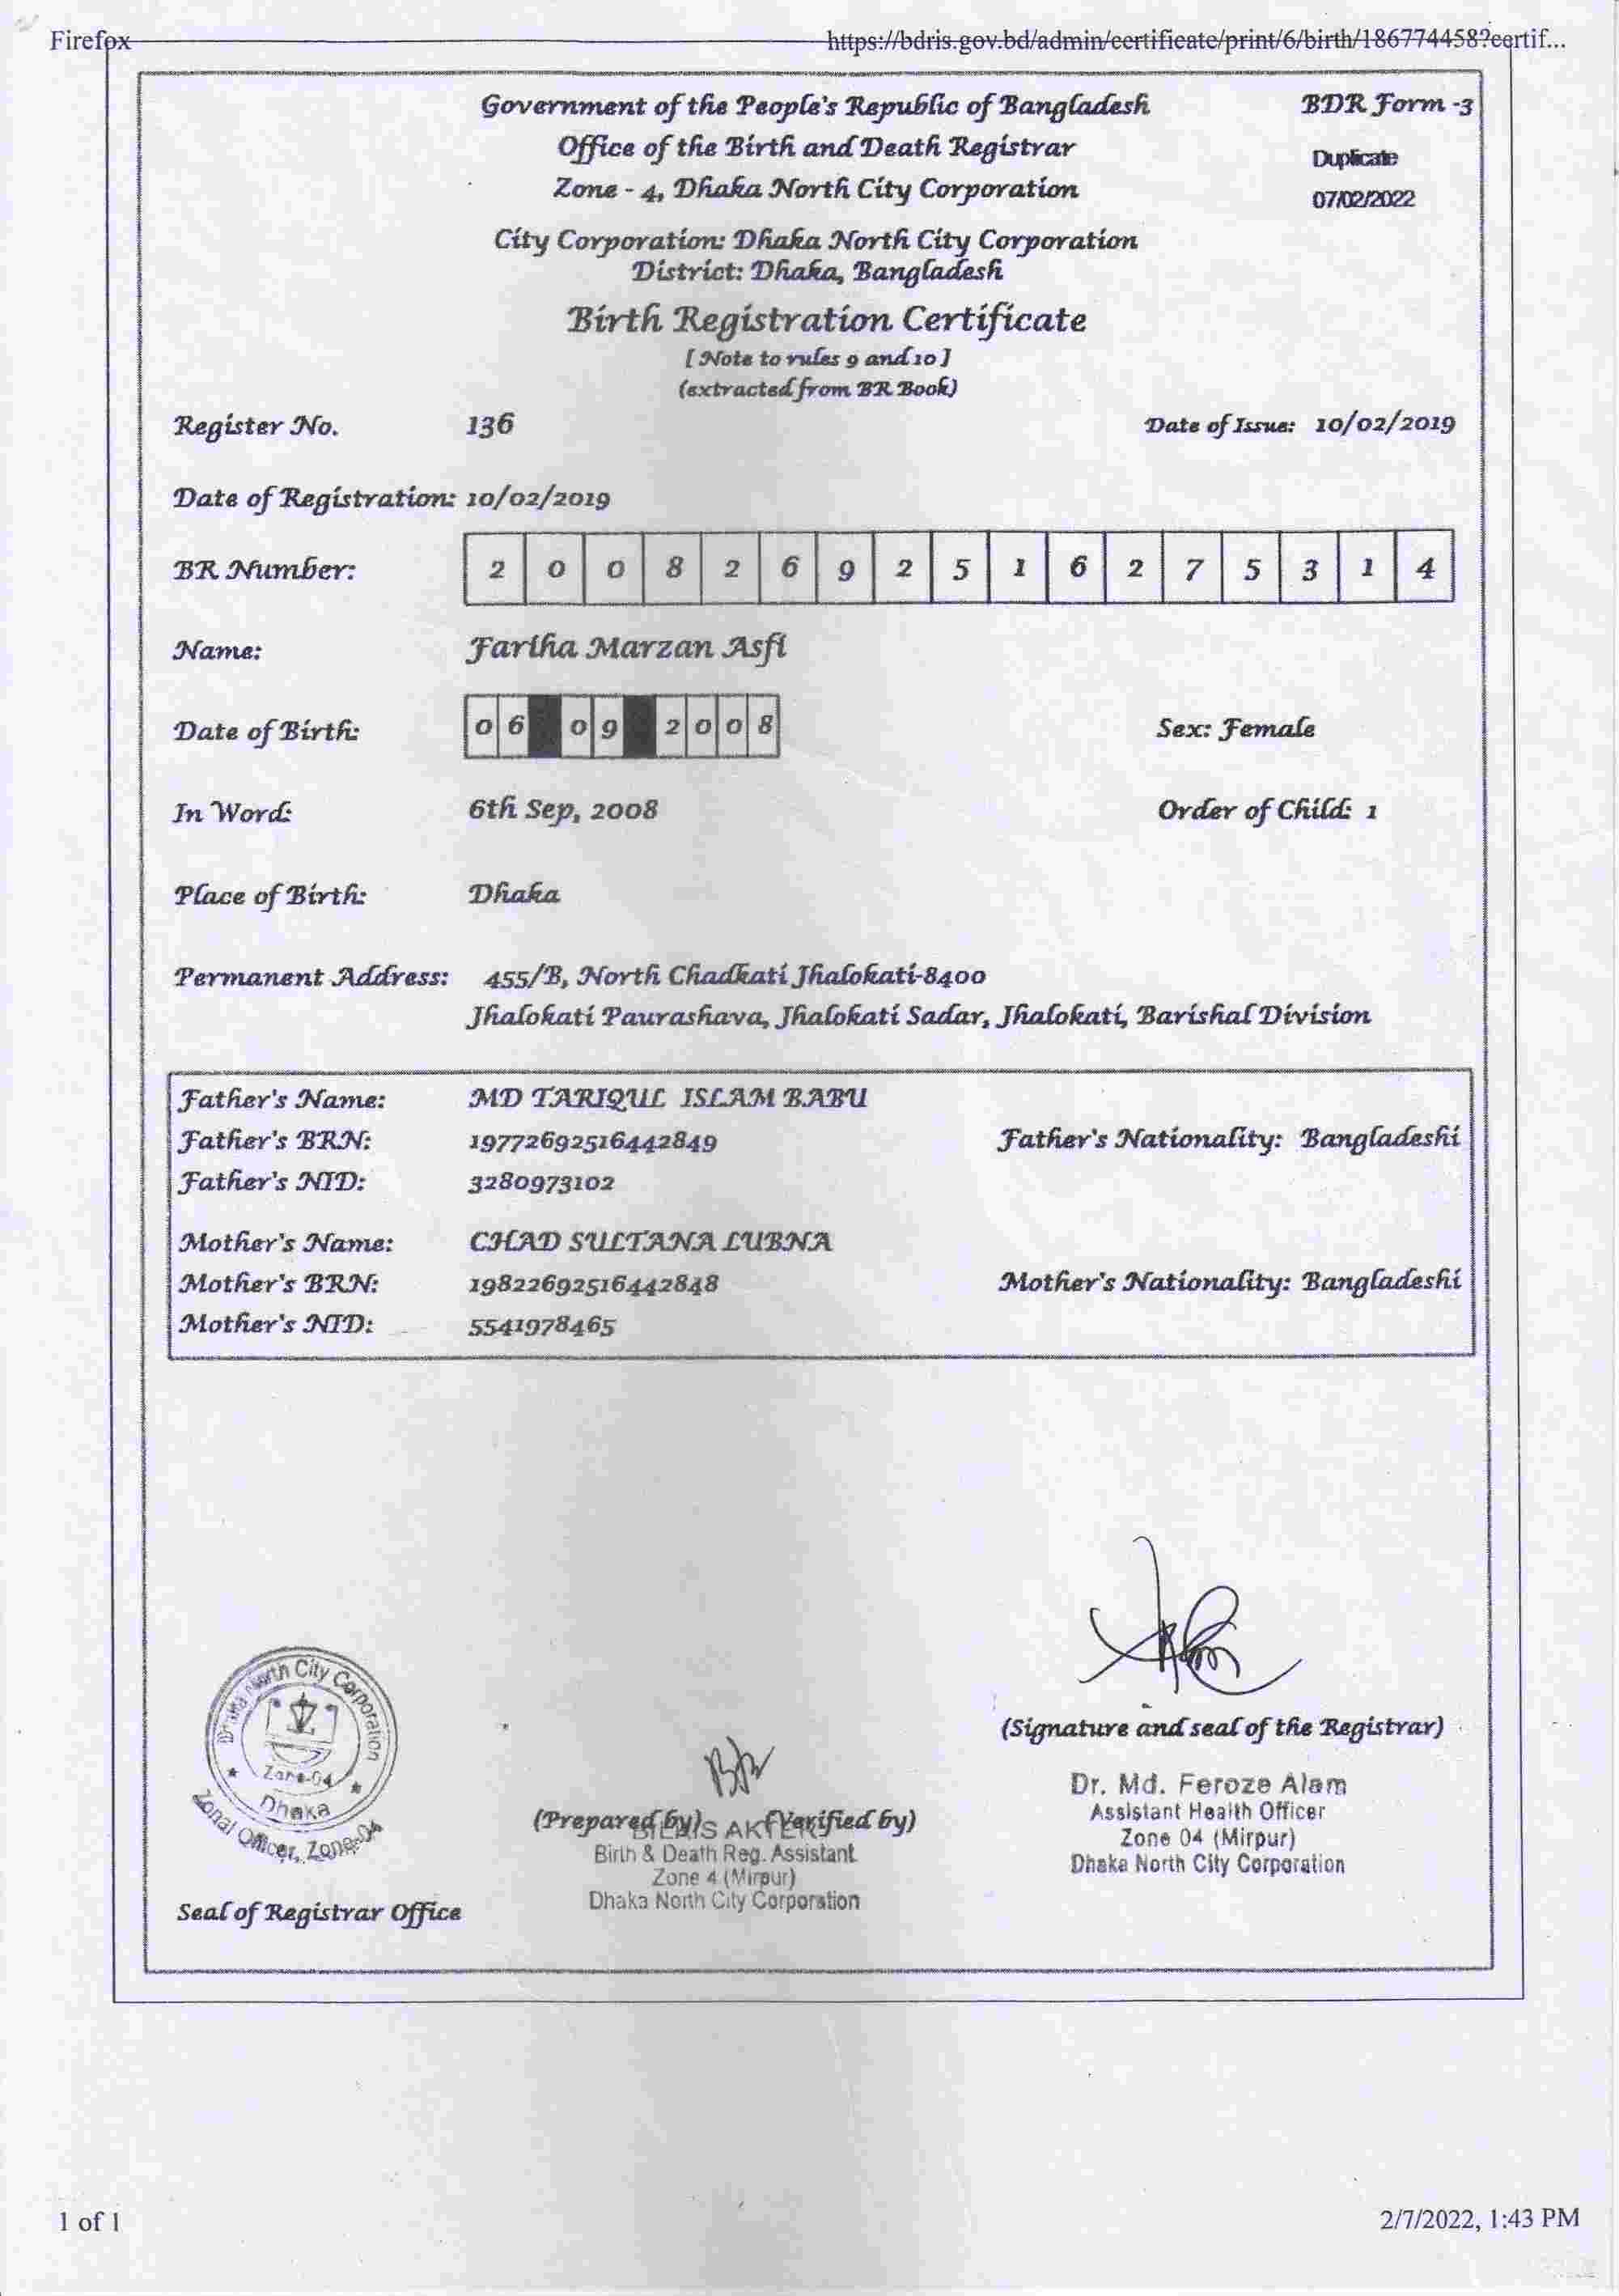 Firefox https://bdris.gov.bd/admin/certificate/print/6/birth/186774458?certif...
Government of the People's Republic of Bangladesh BDR Form -3
Office of the Birth and Death Registrar Duplicate
Zone - 4, Dhaka North City Corporation 07/02/2022
City Corporation: Dhaka North City Corporation
District: Dhaka, Bangladesh
Birth Registration Certificate
[ Note to rules 9 and 10 ]
(extracted from BR Book)
Register No. 136 Date of Issue: 10/02/2019
Date of Registration: 10/02/2019
BR Number: 2 0 0 8 2 6 9 2 5 1 6 2 7 5 3 1 4
Name: Fariha Marzan Asfi
Date of Birth: 0 6 0 9 2 0 0 8 Sex: Female
In Word: 6th Sep, 2008 Order of Child: 1
Place of Birth: Dhaka
Permanent Address: 455/B, North Chadkati Jhalokati-8400
Jhalokati Paurashava, Jhalokati Sadar, Jhalokati, Barishal Division
Father's Name: MD TARIQUL ISLAM BABU
Father's BRN: 19772692516442849 Father's Nationality: Bangladeshi
Father's NID: 3280973102
Mother's Name: CHAD SULTANA LUBNA
Mother's BRN: 19822692516442848 Mother's Nationality: Bangladeshi
Mother's NID: 5541978465
Dhaka North City Corporation
Zone-04
Dhaka
Zonal Officer, Zone-04
Seal of Registrar Office
(Prepared by) (Verified by)
AKTER
Birth & Death Reg. Assistant
Zone 4 (Mirpur)
Dhaka North City Corporation
(Signature and seal of the Registrar)
Dr. Md. Feroze Alam
Assistant Health Officer
Zone 04 (Mirpur)
Dhaka North City Corporation
1 of 1 2/7/2022, 1:43 PM